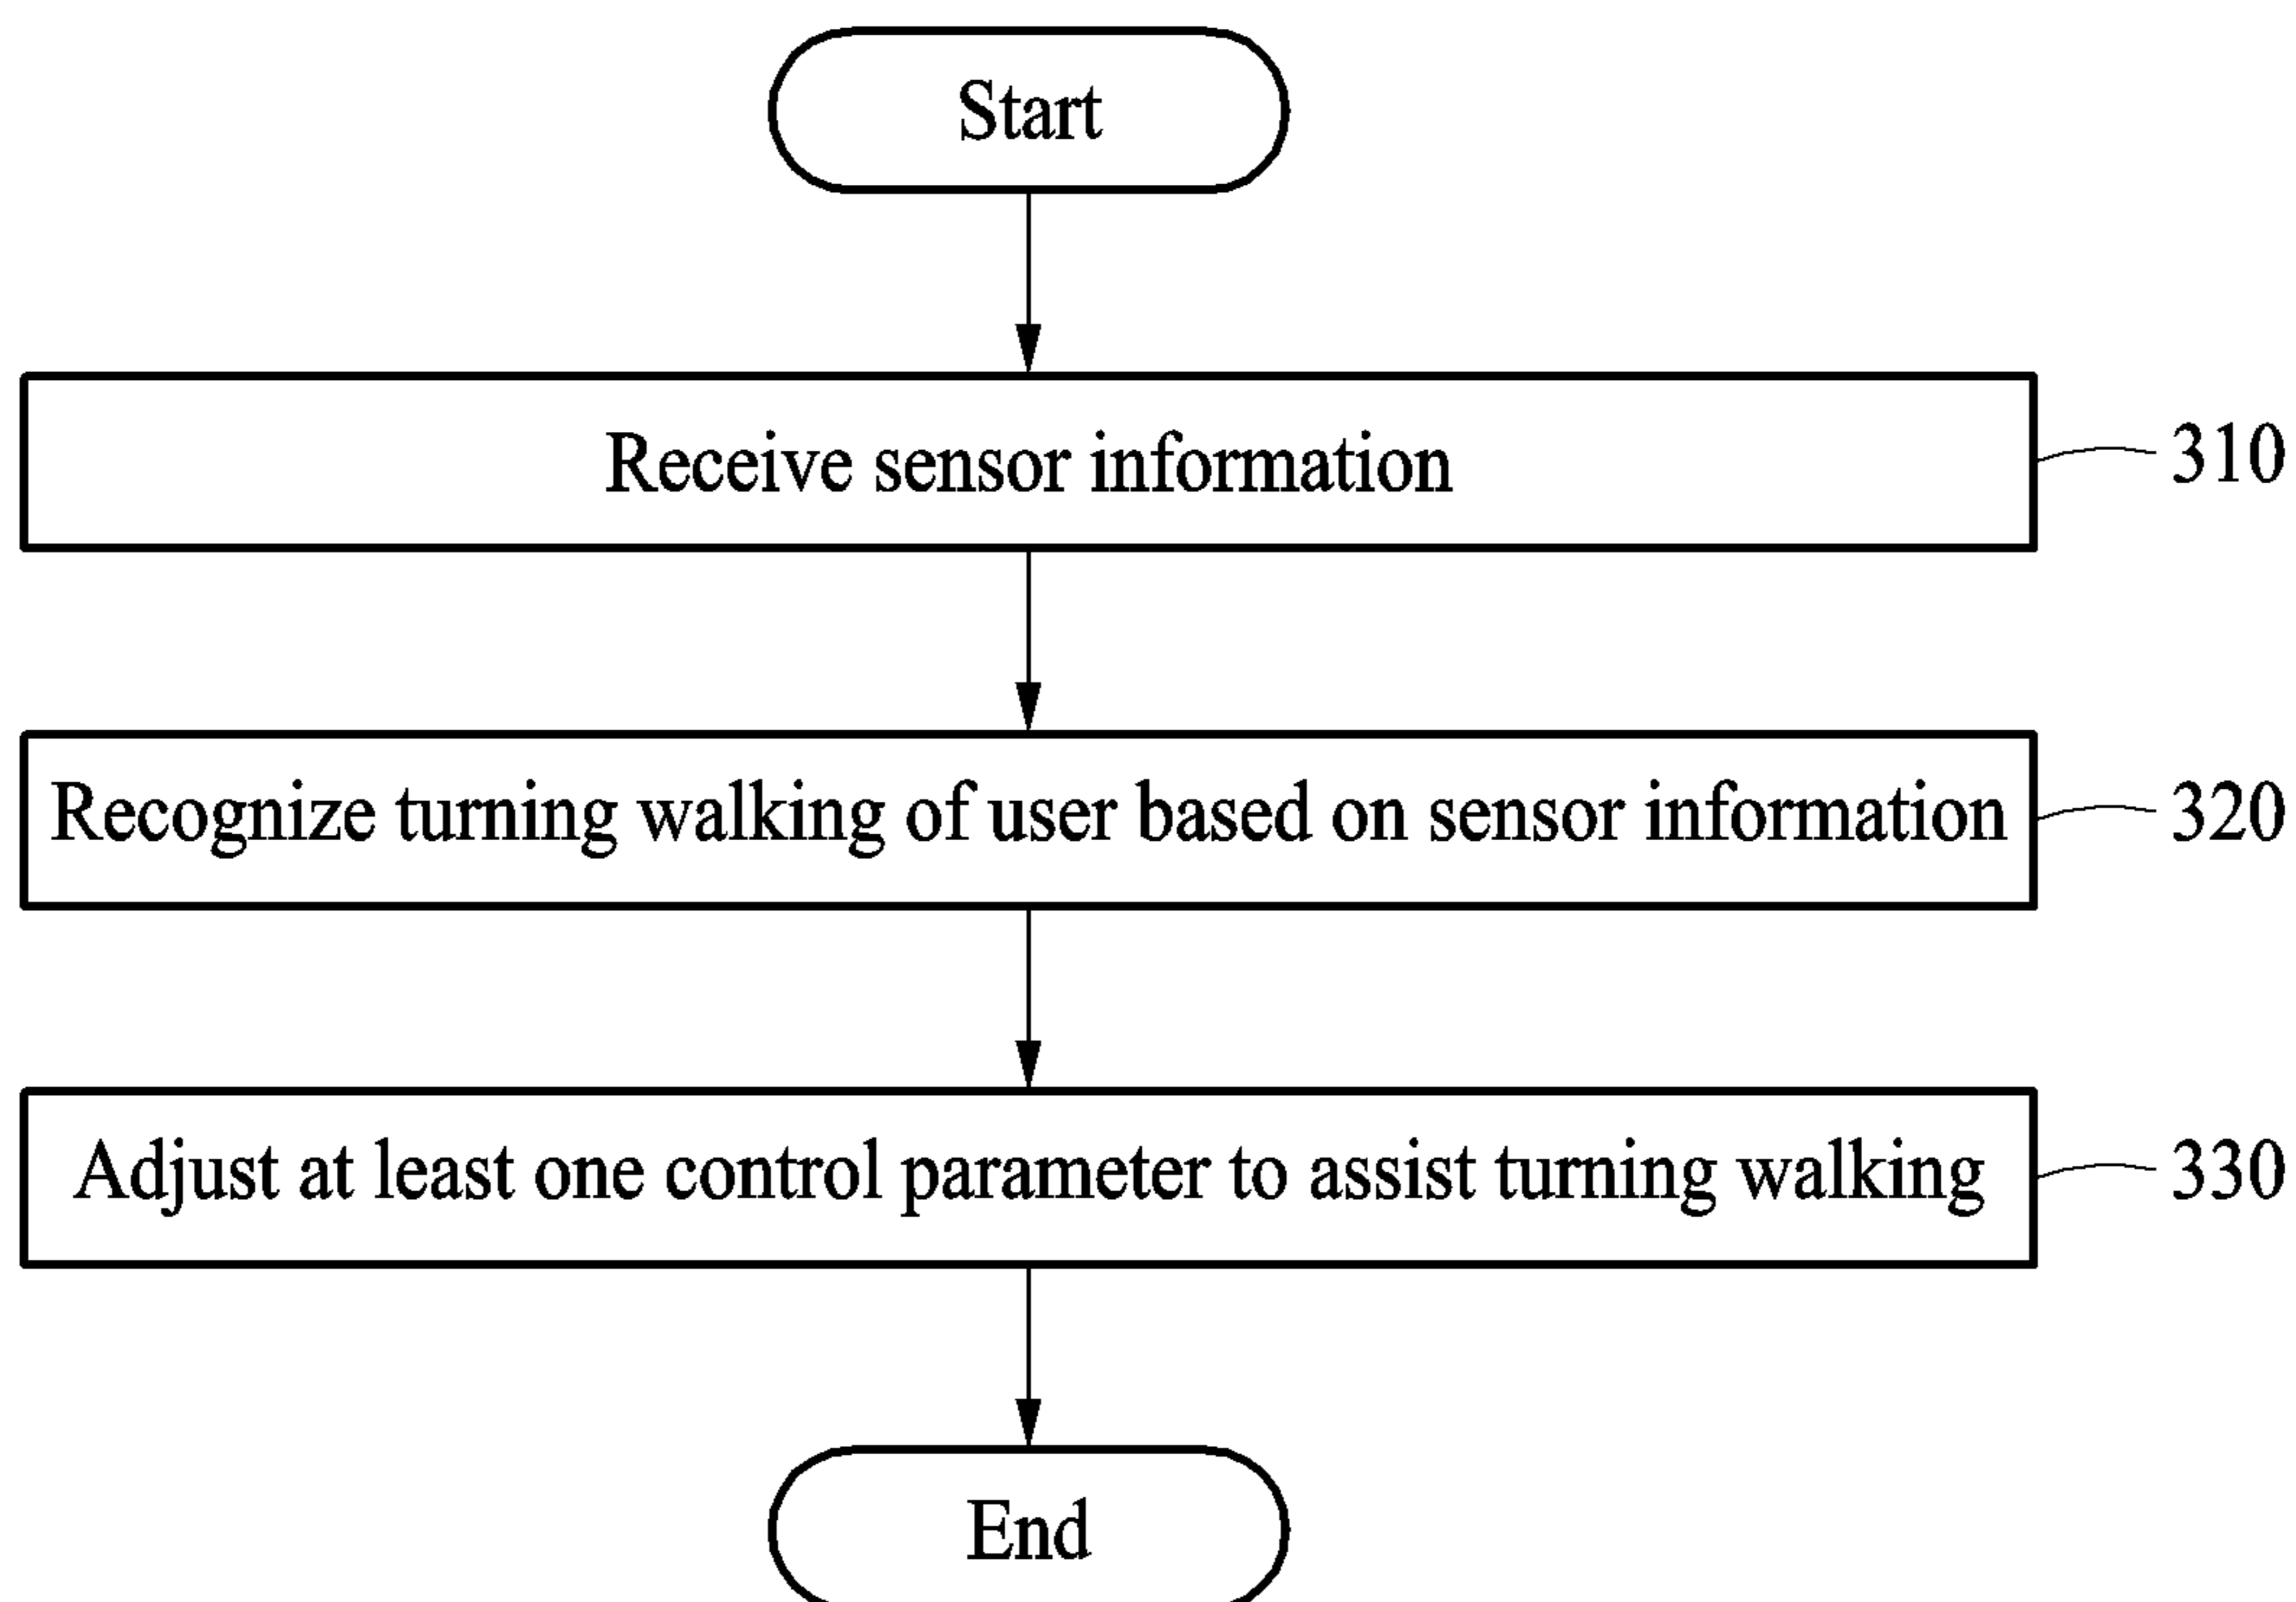 Start
Receive sensor information
310
Recognize turning walking of user based on sensor information
320
Adjust at least one control parameter to assist turning walking
330
End